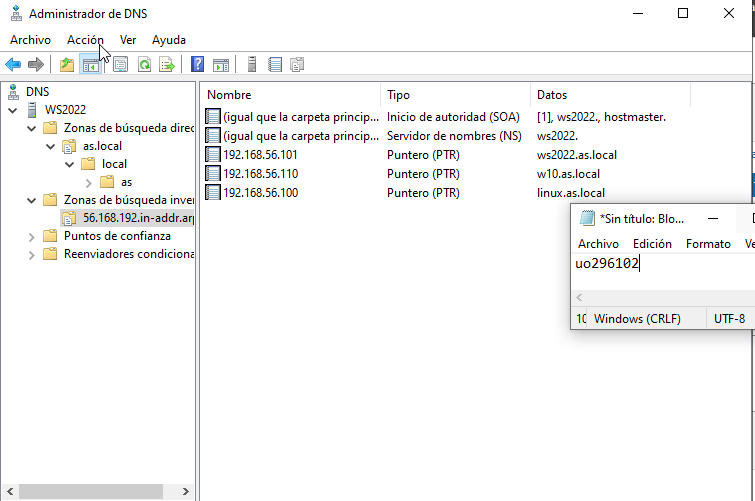 Administrador de DNS
Archivo Acción Ver Ayuda
DNS
WS2022
Zonas de búsqueda direc
as.local
local
as
Zonas de búsqueda inver
56.168.192.in-addr.arp
Puntos de confianza
Reenviadores condiciona
Nombre Tipo Datos
(igual que la carpeta princip... Inicio de autoridad (SOA) [1], ws2022., hostmaster.
(igual que la carpeta princip... Servidor de nombres (NS) ws2022.
192.168.56.101 Puntero (PTR) ws2022.as.local
192.168.56.110 Puntero (PTR) w10.as.local
192.168.56.100 Puntero (PTR) linux.as.local
*Sin título: Blo...
Archivo Edición Formato Ve
uo296102
10 Windows (CRLF) UTF-8